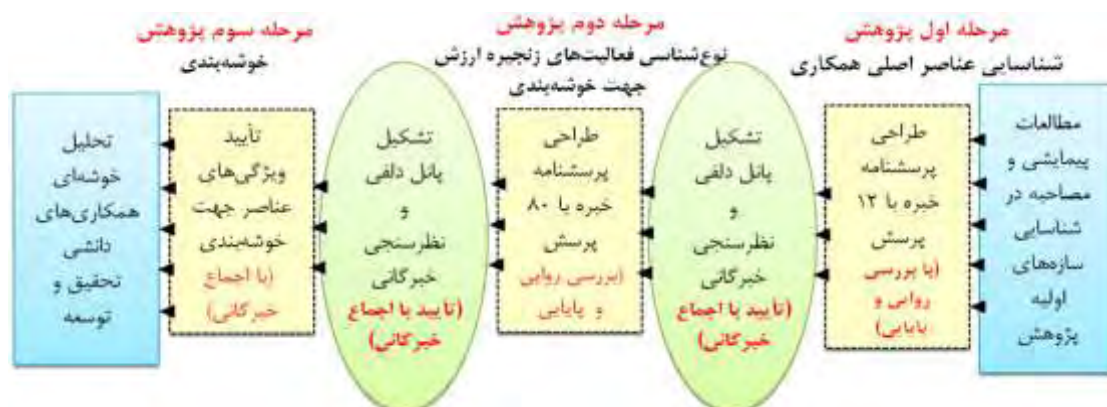 مرحله اول پژوهش
شناسایی عناصر اصلی همکاری
مرحله دوم پژوهش
نوع‌شناسی فعالیت‌های زنجیره ارزش
جهت خوشه‌بندی
مرحله سوم پژوهش
خوشه‌بندی
مطالعات
پیمایشی و
مصاحبه در
شناسایی
سازه‌های
اولیه
پژوهش
طراحی
پرسشنامه
خبره با ۱۲
پرسش
(با بررسی
روایی و
پایایی)
تشکیل
پانل دلفی
و
نظرسنجی
خبرگانی
(تایید با اجماع
خبرگانی)
طراحی
پرسشنامه
خبره با ۸۰
پرسش
(بررسی روایی
و پایایی
تشکیل
پانل دلفی
و
نظرسنجی
خبرگانی
(تایید با اجماع
خبرگانی)
تأیید
ویژگی‌های
عناصر جهت
خوشه‌بندی
(با اجماع
خبرگانی)
تحلیل
خوشه‌ای
همکاری‌های
دانشی
تحقیق و
توسعه